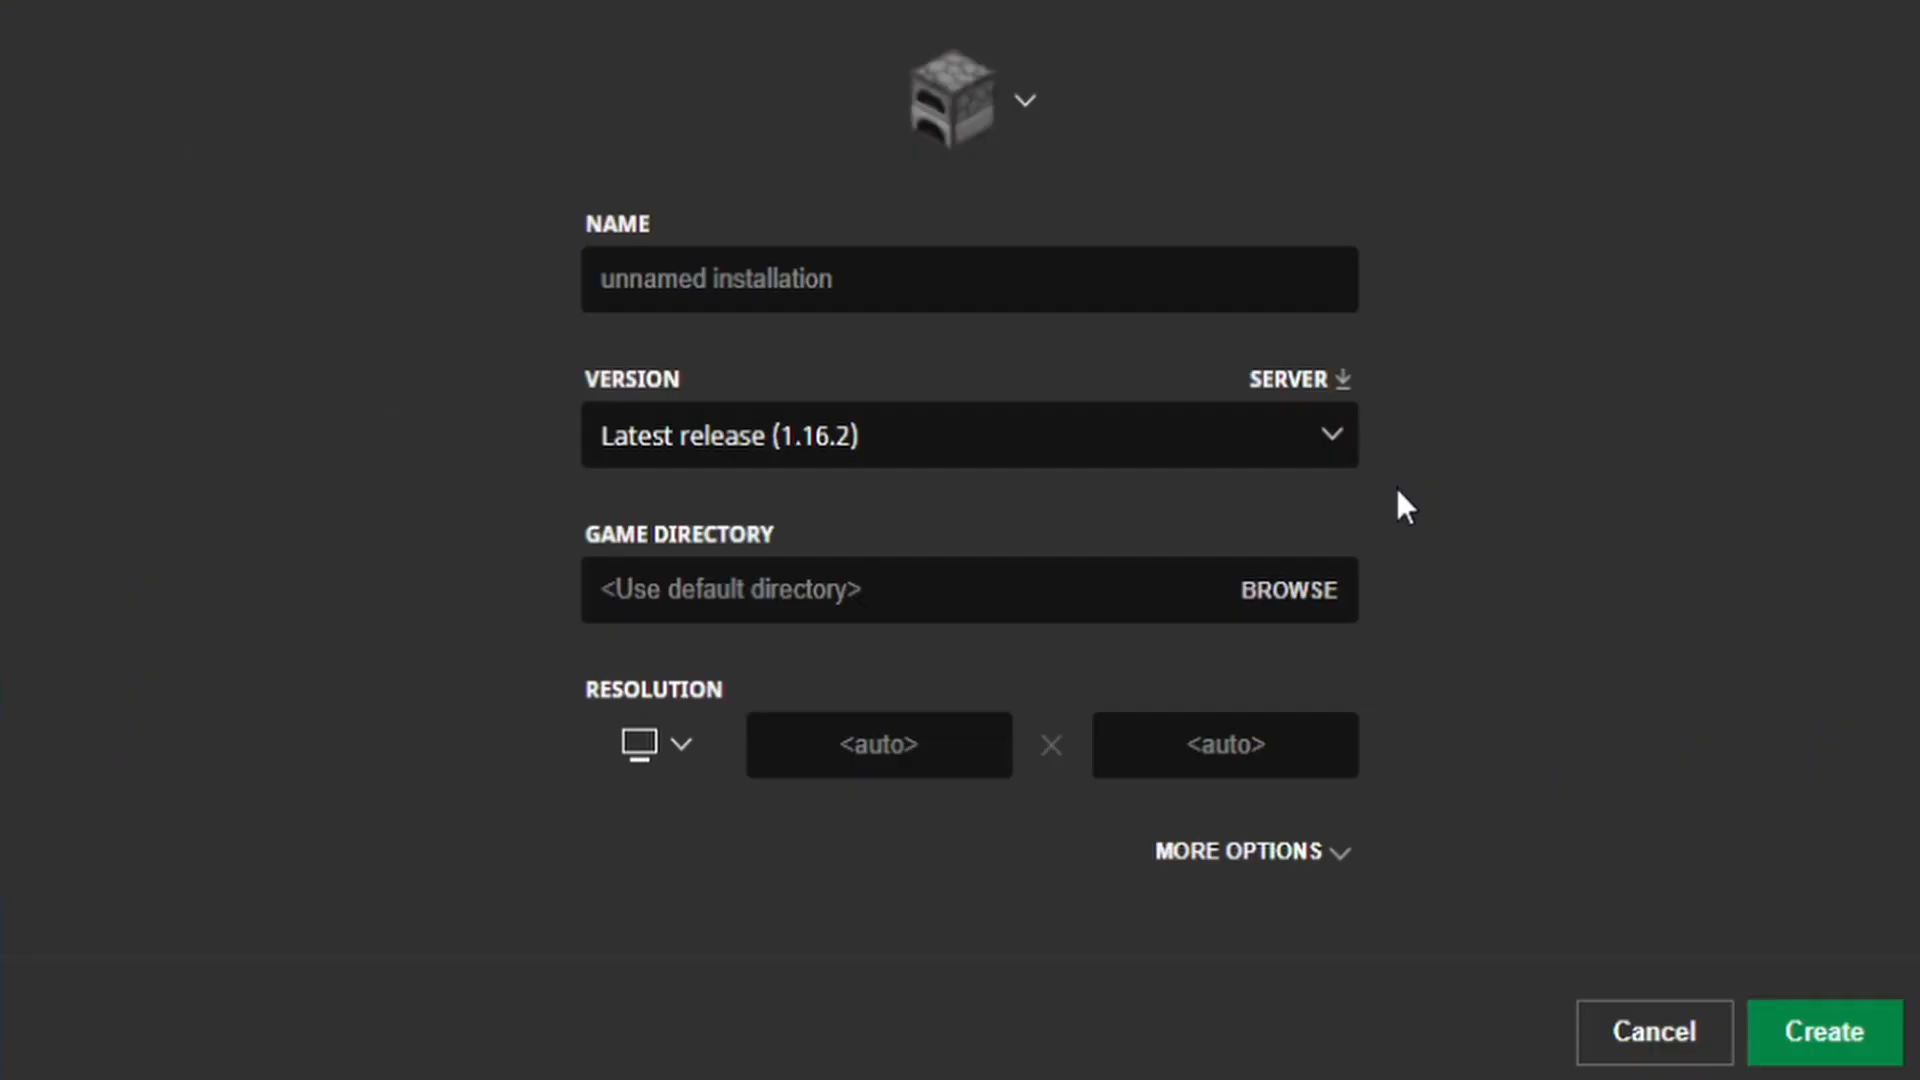 NAME
unnamed installation
VERSION
SERVER
Latest release (1.16.2)
GAME DIRECTORY
<Use default directory>
BROWSE
RESOLUTION
<auto>
<auto>
MORE OPTIONS
Cancel
Create